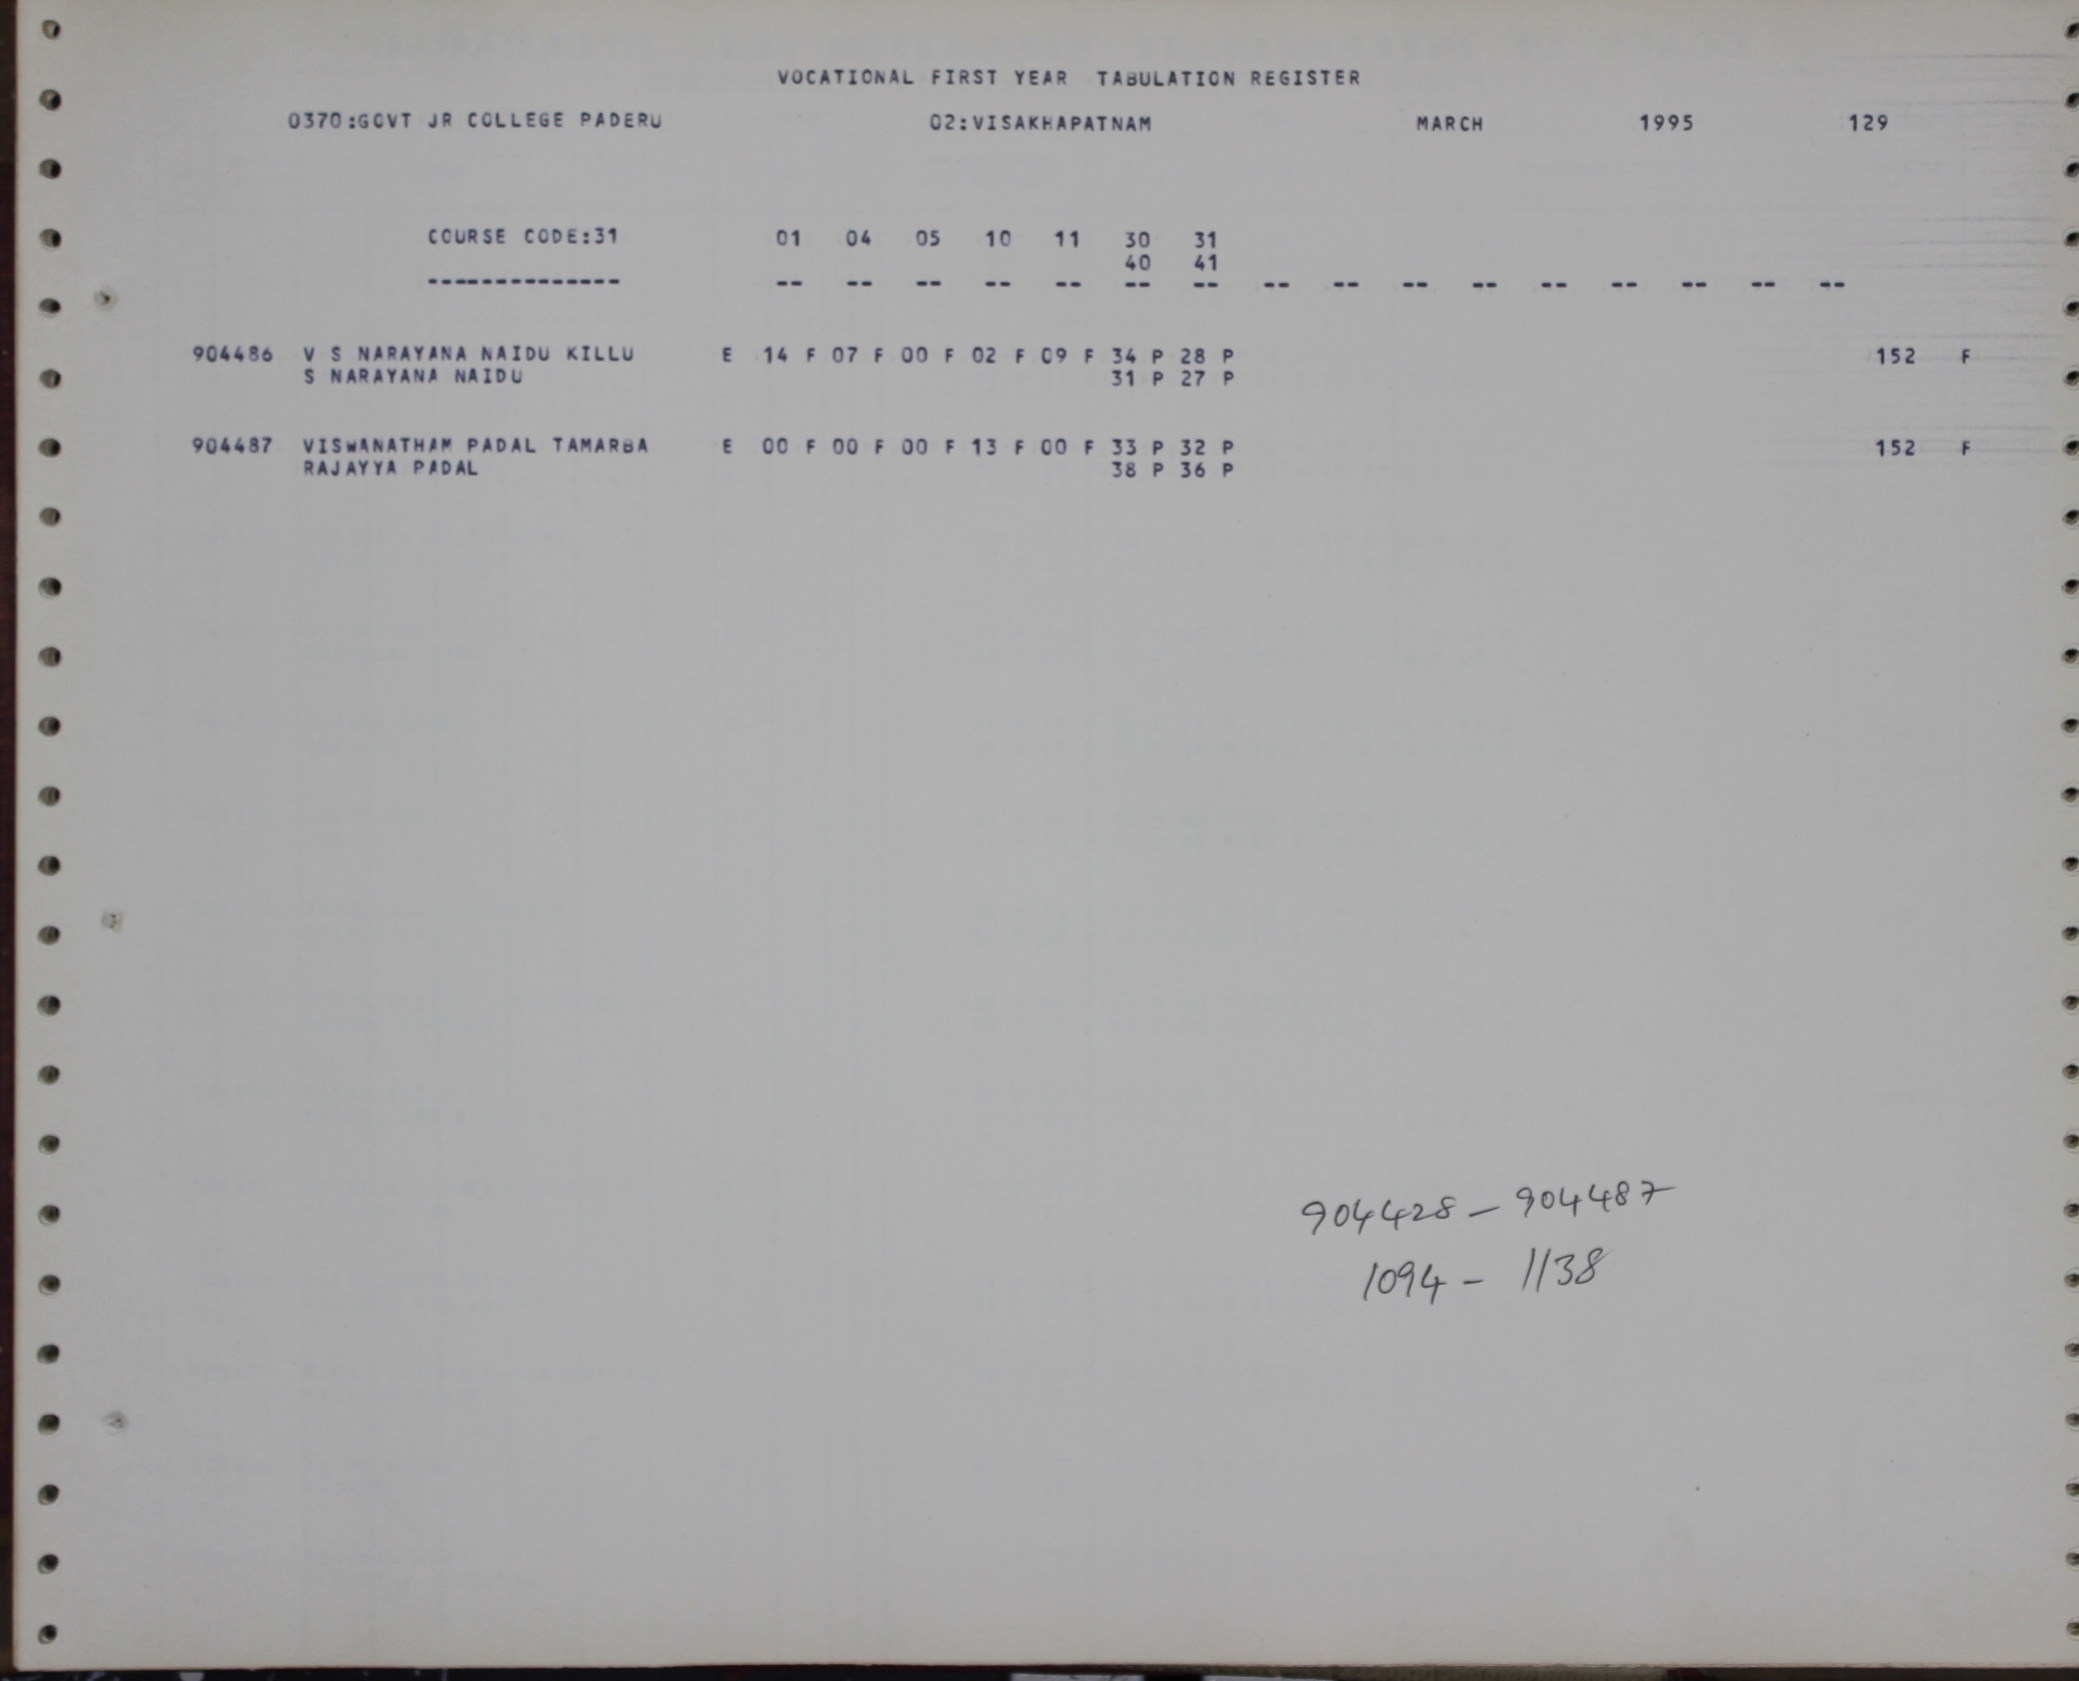 VOCATIONAL FIRST YEAR TABULATION REGISTER
0370:GOVT JR COLLEGE PADERU 02:VISAKHAPATNAM MARCH 1995 129
COURSE CODE:31 01 04 05 10 11 30 31
40 41
-------------- -- -- -- -- -- -- -- -- -- -- -- -- -- -- -- --
904486 V S NARAYANA NAIDU KILLU E 14 F 07 F 00 F 02 F 09 F 34 P 28 P 152 F
S NARAYANA NAIDU 31 P 27 P
904487 VISWANATHAM PADAL TAMARBA E 00 F 00 F 00 F 13 F 00 F 33 P 32 P 152 F
RAJAYYA PADAL 38 P 36 P
904428 - 904487
1094 - 1138